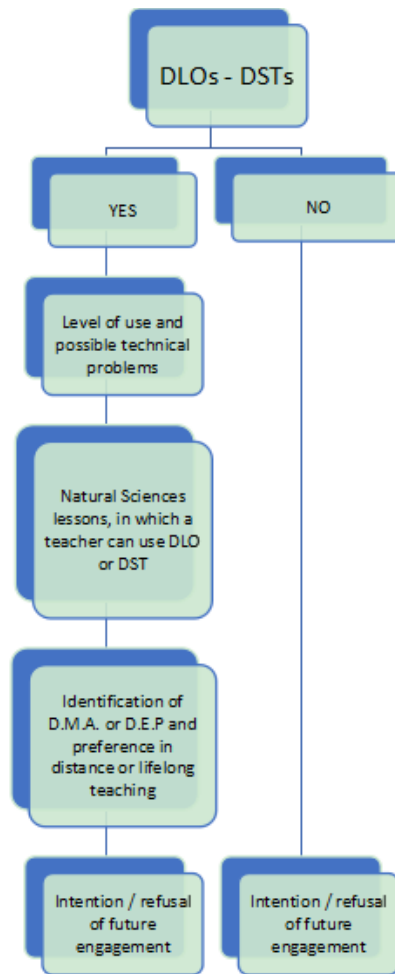 DLOs - DSTs
YES
NO
Level of use and
possible technical
problems
Natural Sciences
lessons, in which a
teacher can use DLO
or DST
Identification of
D.M.A. or D.E.P and
preference in
distance or lifelong
teaching
Intention / refusal
of future
engagement
Intention / refusal
of future
engagement